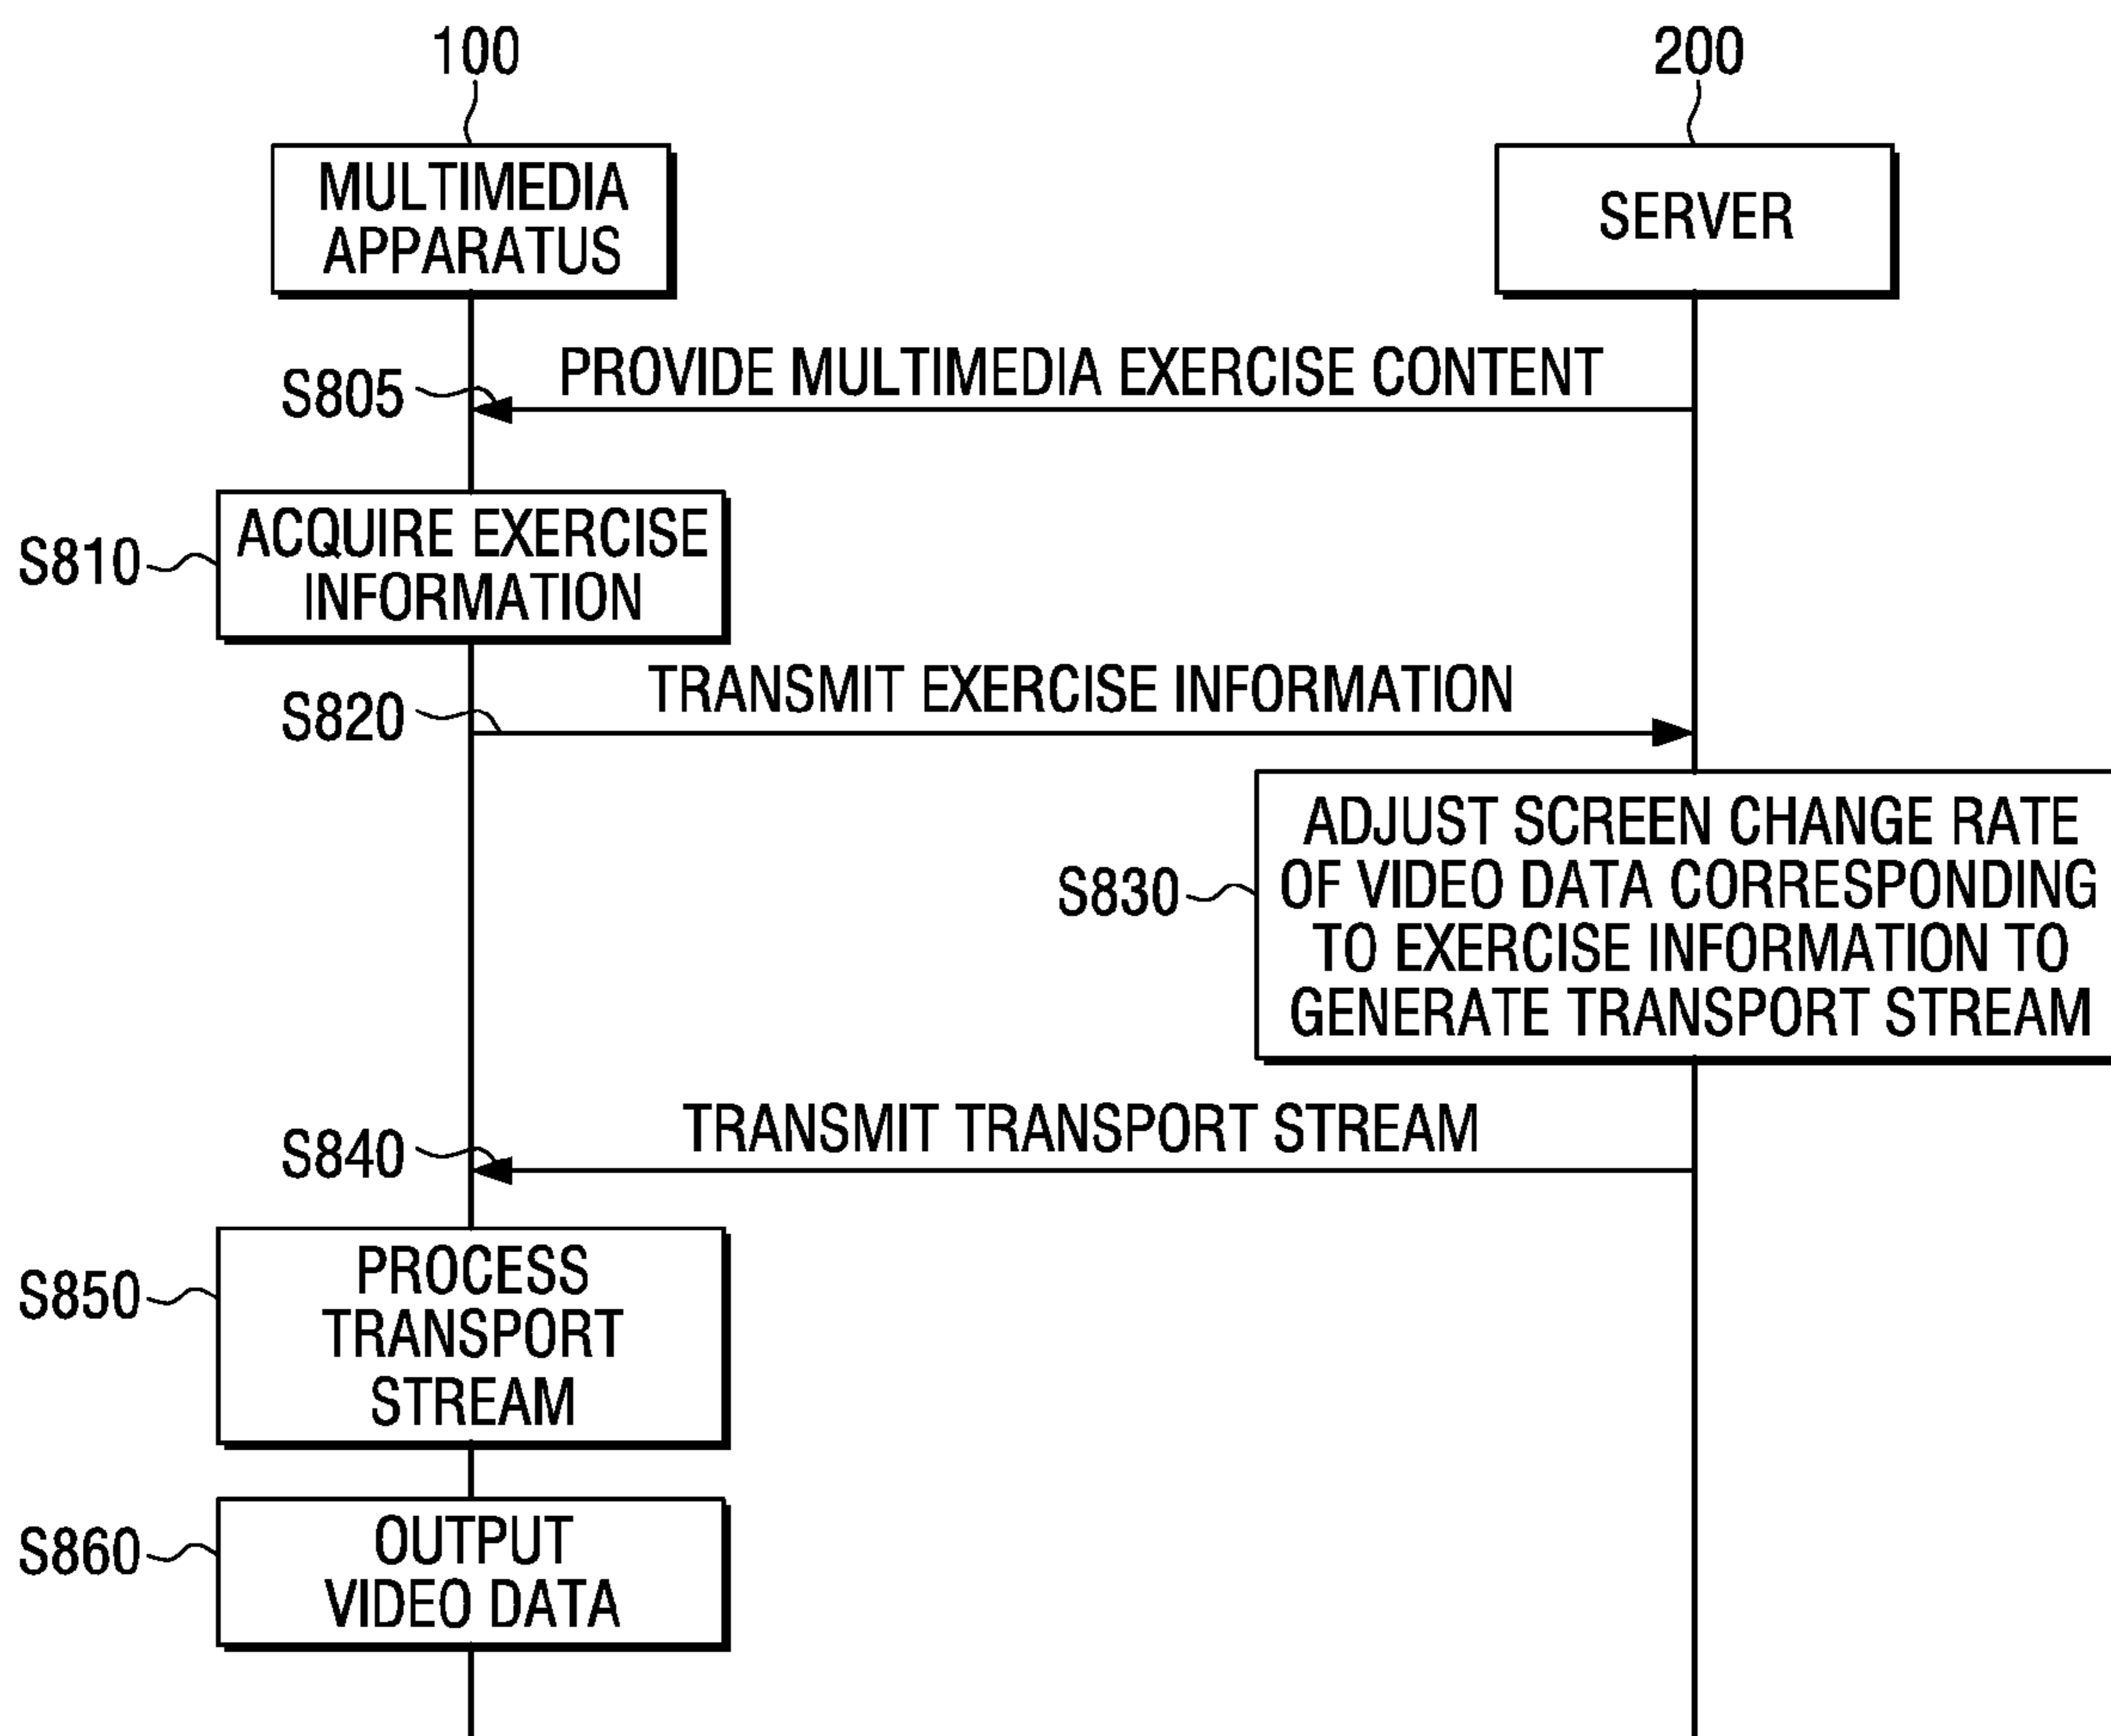 100
200
MULTIMEDIA
APPARATUS
SERVER
PROVIDE MULTIMEDIA EXERCISE CONTENT
S805
ACQUIRE EXERCISE
INFORMATION
S810
TRANSMIT EXERCISE INFORMATION
S820
ADJUST SCREEN CHANGE RATE
OF VIDEO DATA CORRESPONDING
TO EXERCISE INFORMATION TO
GENERATE TRANSPORT STREAM
S830
TRANSMIT TRANSPORT STREAM
S840
PROCESS
TRANSPORT
STREAM
S850
OUTPUT
VIDEO DATA
S860